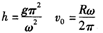 h = gπ²/ω²   v₀ = Rω/2π